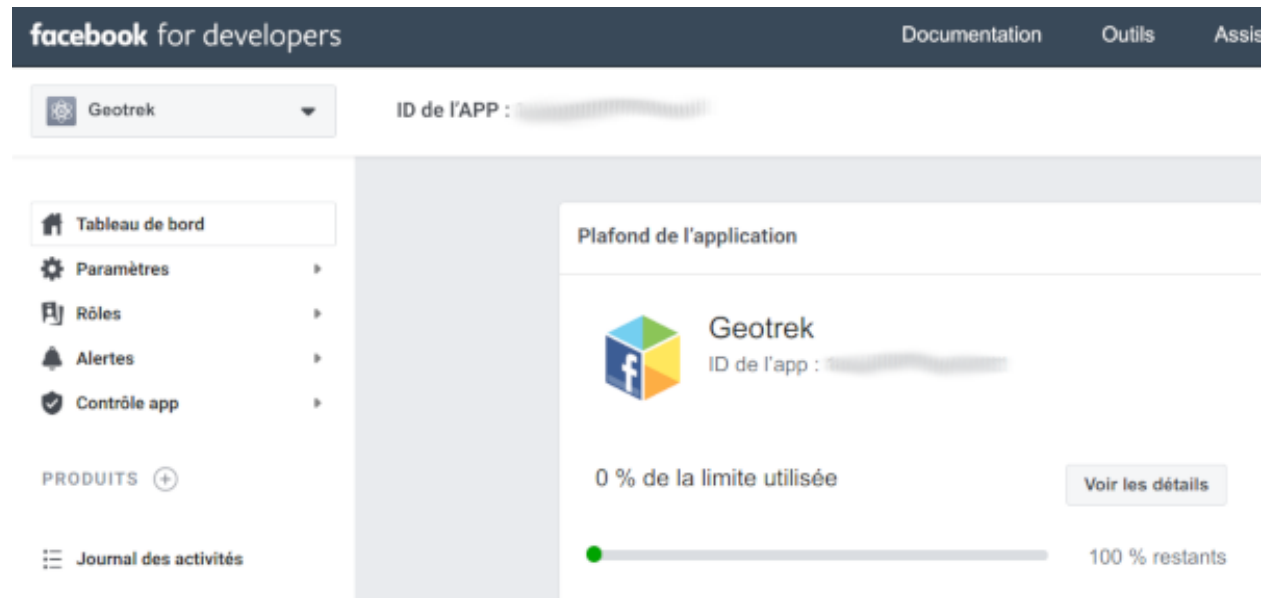 facebook for developers Documentation Outils
Geotrek ID de l'APP :
Tableau de bord
Paramètres
Rôles
Alertes
Contrôle app
PRODUITS
Journal des activités
Plafond de l'application
Geotrek
ID de l'app :
0 % de la limite utilisée Voir les détails
100 % restants